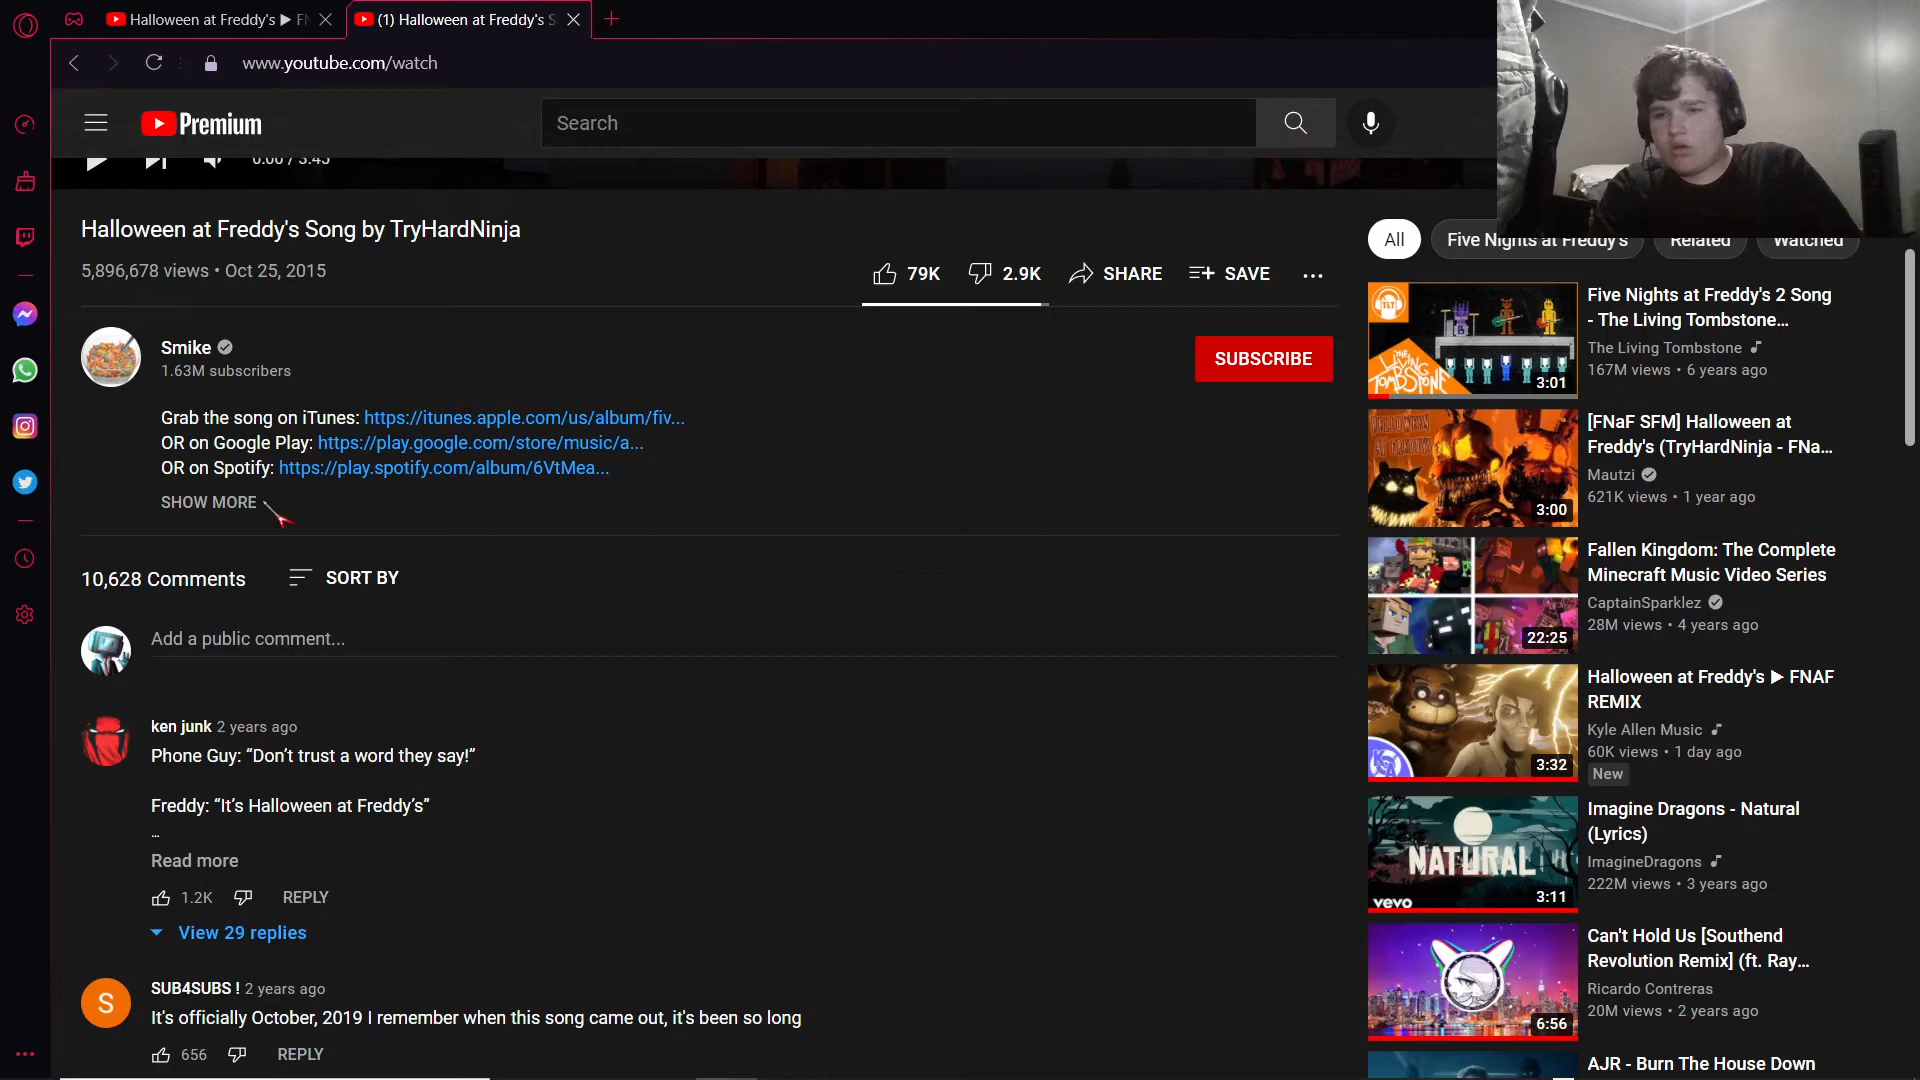 Halloween at Freddy's ▶ F
(1) Halloween at Freddy's S
www.youtube.com/watch
Premium
Search
0:00 / 3:45
Halloween at Freddy's Song by TryHardNinja
5,896,678 views • Oct 25, 2015
79K
2.9K
SHARE
SAVE
Smike
1.63M subscribers
SUBSCRIBE
Grab the song on iTunes: https://itunes.apple.com/us/album/fiv...
OR on Google Play: https://play.google.com/store/music/a...
OR on Spotify: https://play.spotify.com/album/6VtMea...
SHOW MORE
10,628 Comments
SORT BY
Add a public comment...
ken junk 2 years ago
Phone Guy: “Don’t trust a word they say!”
Freddy: “It’s Halloween at Freddy’s”
...
Read more
1.2K
REPLY
View 29 replies
S
SUB4SUBS ! 2 years ago
It's officially October, 2019 I remember when this song came out, it's been so long
656
REPLY
All
Five Nights at Freddy's
Related
Watched
TLT
THE LIVING TOMBSTONE
3:01
Five Nights at Freddy's 2 Song
- The Living Tombstone...
The Living Tombstone
167M views • 6 years ago
HALLOWEEN
AT FREDDY'S
3:00
[FNaF SFM] Halloween at
Freddy's (TryHardNinja - FNa...
Mautzi
621K views • 1 year ago
22:25
Fallen Kingdom: The Complete
Minecraft Music Video Series
CaptainSparklez
28M views • 4 years ago
3:32
Halloween at Freddy's ▶ FNAF
REMIX
Kyle Allen Music
60K views • 1 day ago
New
NATURAL
vevo
3:11
Imagine Dragons - Natural
(Lyrics)
ImagineDragons
222M views • 3 years ago
6:56
Can't Hold Us [Southend
Revolution Remix] (ft. Ray...
Ricardo Contreras
20M views • 2 years ago
AJR - Burn The House Down